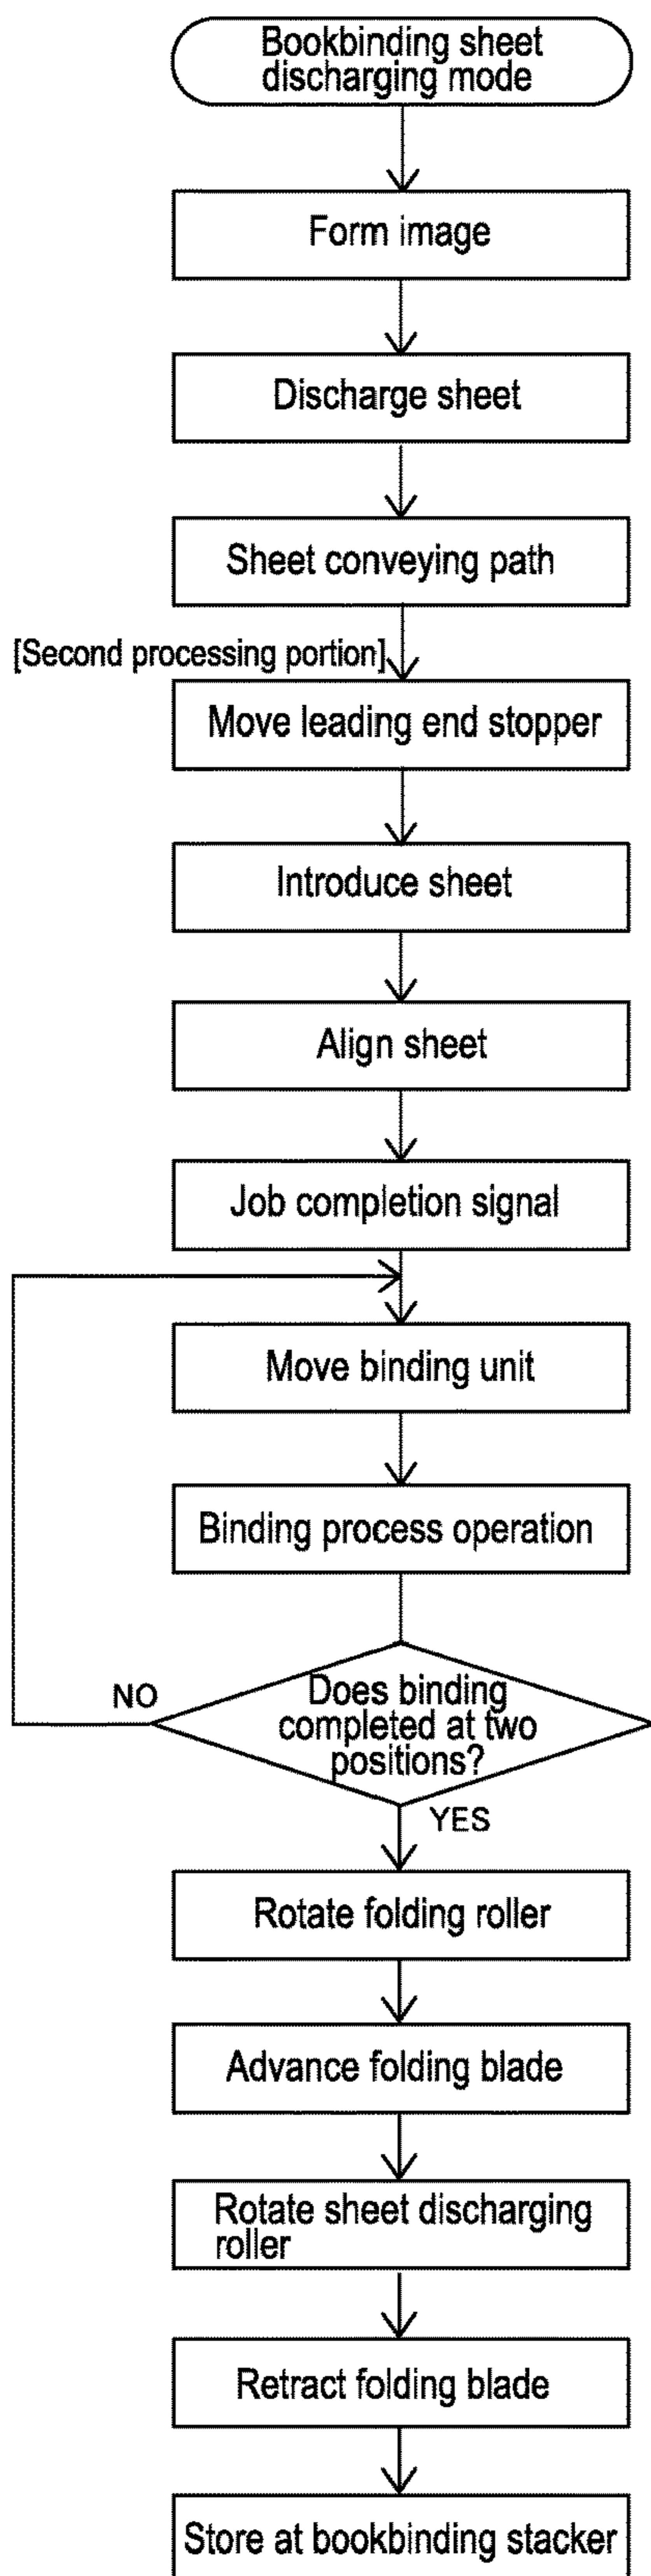 Bookbinding sheet
discharging mode
Form image
Discharge sheet
Sheet conveying path
[Second processing portion]
Move leading end stopper
Introduce sheet
Align sheet
Job completion signal
Move binding unit
Binding process operation
NO
Does binding
completed at two
positions?
YES
Rotate folding roller
Advance folding blade
Rotate sheet discharging
roller
Retract folding blade
Store at bookbinding stacker